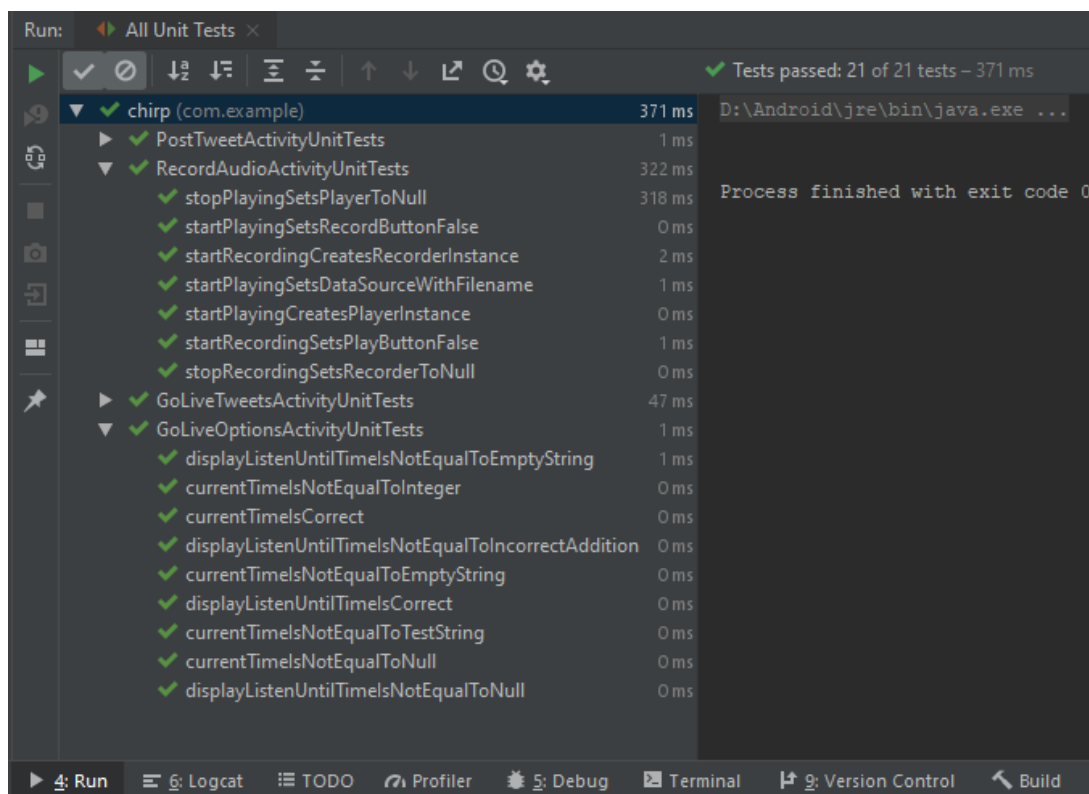 Run: All Unit Tests
Tests passed: 21 of 21 tests – 371 ms
chirp (com.example) 371 ms
PostTweetActivityUnitTests 1 ms
RecordAudioActivityUnitTests 322 ms
stopPlayingSetsPlayerToNull 318 ms
startPlayingSetsRecordButtonFalse 0 ms
startRecordingCreatesRecorderInstance 2 ms
startPlayingSetsDataSourceWithFilename 1 ms
startPlayingCreatesPlayerInstance 0 ms
startRecordingSetsPlayButtonFalse 1 ms
stopRecordingSetsRecorderToNull 0 ms
GoLiveTweetsActivityUnitTests 47 ms
GoLiveOptionsActivityUnitTests 1 ms
displayListenUntilTimeIsNotEqualToEmptyString 1 ms
currentTimeIsNotEqualToInteger 0 ms
currentTimeIsCorrect 0 ms
displayListenUntilTimeIsNotEqualToIncorrectAddition 0 ms
currentTimeIsNotEqualToEmptyString 0 ms
displayListenUntilTimeIsCorrect 0 ms
currentTimeIsNotEqualToTestString 0 ms
currentTimeIsNotEqualToNull 0 ms
displayListenUntilTimeIsNotEqualToNull 0 ms
D:\Android\jre\bin\java.exe ...
Process finished with exit code 0
4: Run 6: Logcat TODO Profiler 5: Debug Terminal 9: Version Control Build